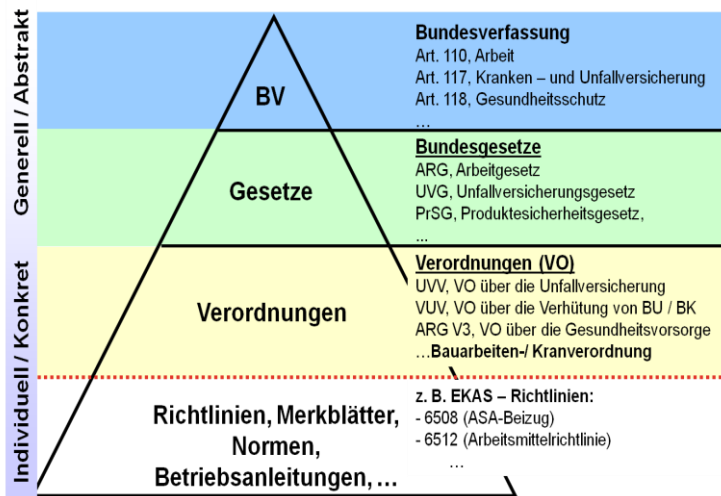 Generell / Abstrakt
Individuell / Konkret
BV
Bundesverfassung
Art. 110, Arbeit
Art. 117, Kranken – und Unfallversicherung
Art. 118, Gesundheitsschutz
…
Gesetze
Bundesgesetze
ARG, Arbeitgesetz
UVG, Unfallversicherungsgesetz
PrSG, Produktesicherheitsgesetz,
...
Verordnungen
Verordnungen (VO)
UVV, VO über die Unfallversicherung
VUV, VO über die Verhütung von BU / BK
ARG V3, VO über die Gesundheitsvorsorge
…Bauarbeiten-/ Kranverordnung
Richtlinien, Merkblätter,
Normen,
Betriebsanleitungen, …
z. B. EKAS – Richtlinien:
- 6508 (ASA-Beizug)
- 6512 (Arbeitsmittelrichtlinie)
…